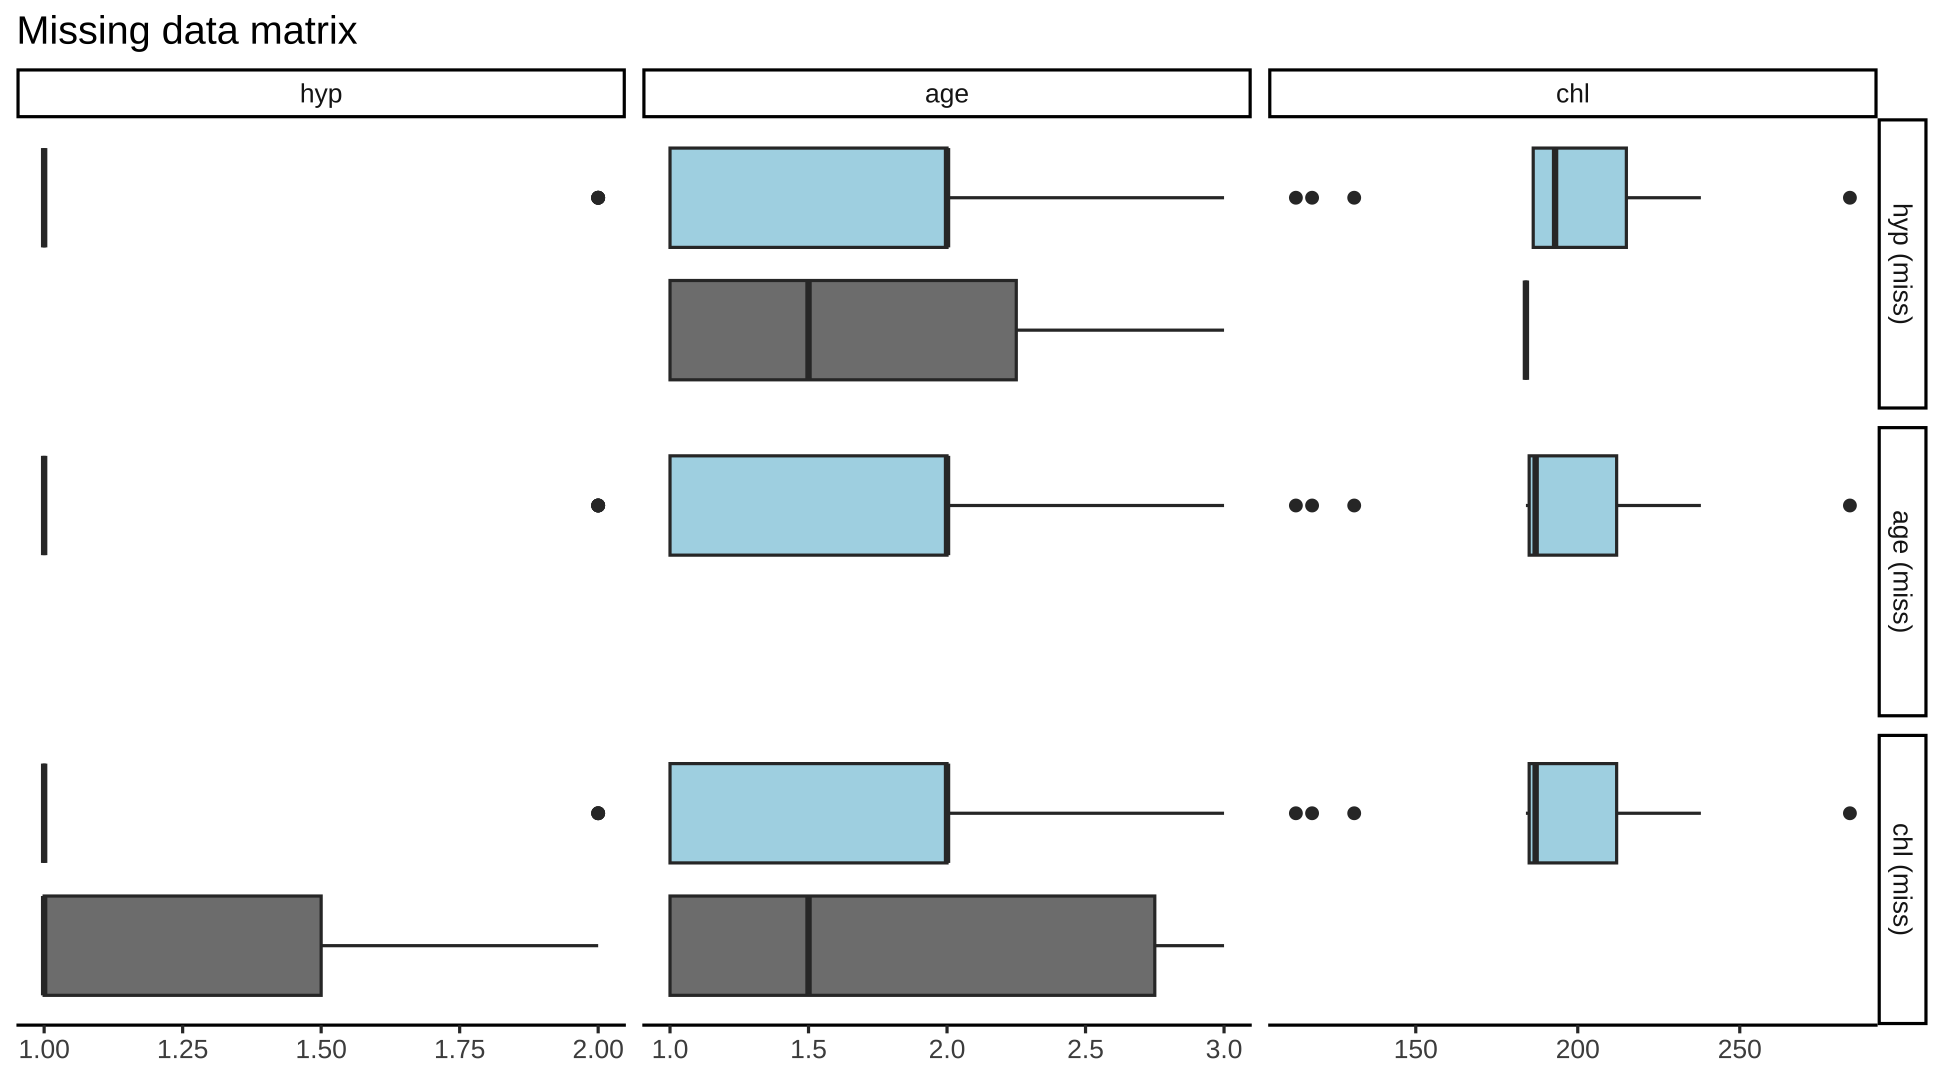 Missing data matrix
hyp
age
chl
hyp (miss)
age (miss)
chl (miss)
1.00 1.25 1.50 1.75 2.00 1.0 1.5 2.0 2.5 3.0 150 200 250